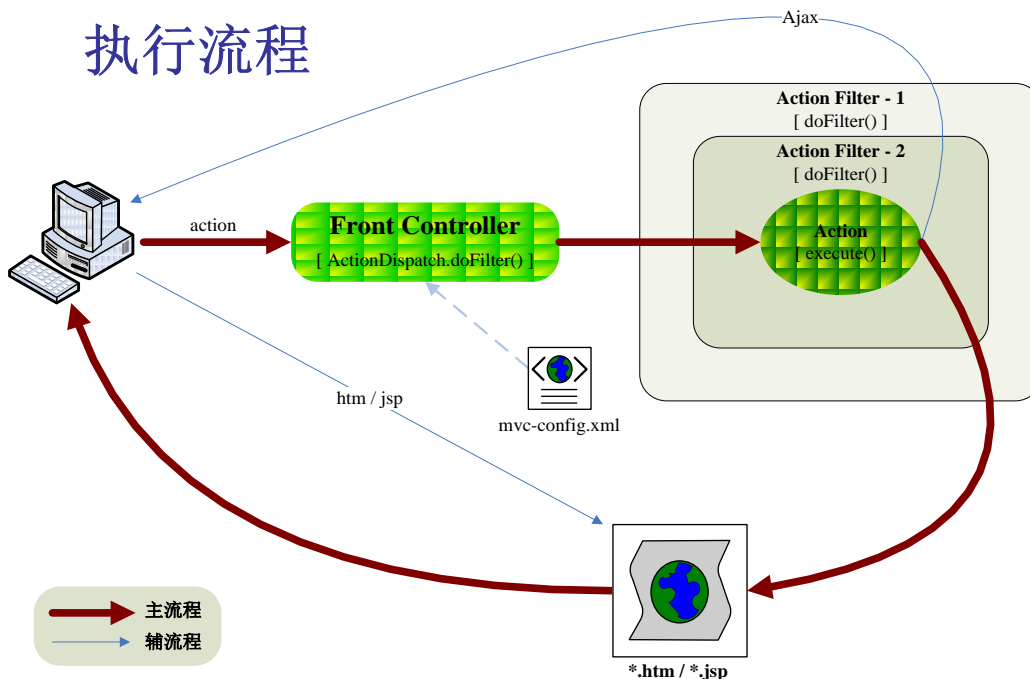 执行流程
Ajax
Action Filter - 1
[ doFilter() ]
Action Filter - 2
[ doFilter() ]
action
Front Controller
[ ActionDispatch.doFilter() ]
Action
[ execute() ]
htm / jsp
mvc-config.xml
主流程
辅流程
*.htm / *.jsp